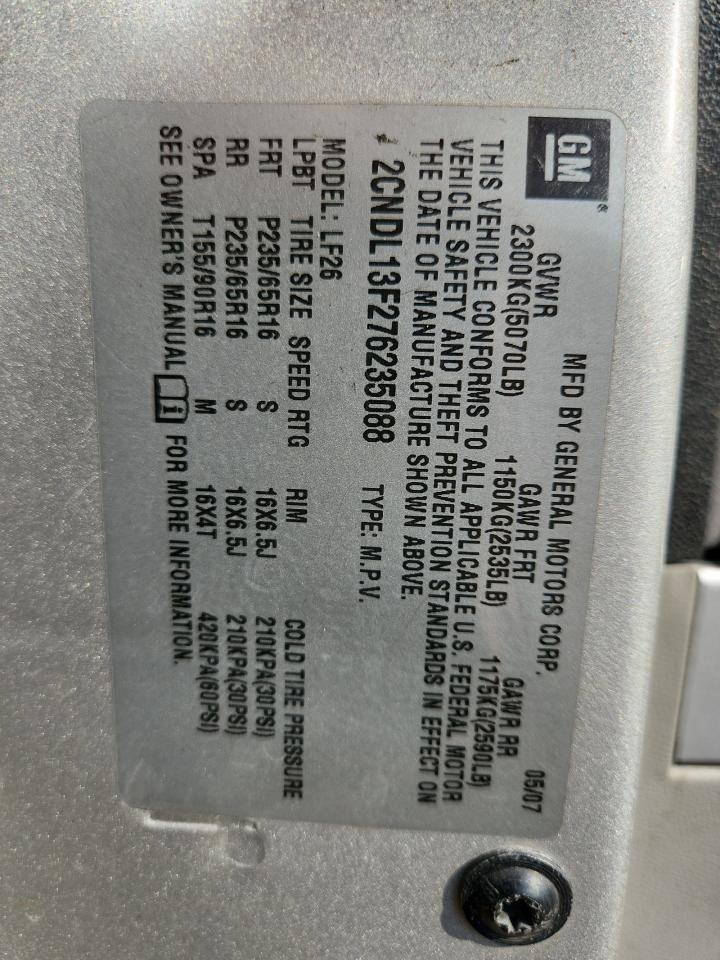 GM®
MFD BY GENERAL MOTORS CORP. 05/07
GVWR GAWR FRT GAWR RR
2300KG(5070LB) 1150KG(2535LB) 1175KG(2590LB)
THIS VEHICLE CONFORMS TO ALL APPLICABLE U.S. FEDERAL MOTOR
VEHICLE SAFETY AND THEFT PREVENTION STANDARDS IN EFFECT ON
THE DATE OF MANUFACTURE SHOWN ABOVE.
2CNDL13F276235088 TYPE: M.P.V.
MODEL: LF26
LPBT TIRE SIZE SPEED RTG RIM COLD TIRE PRESSURE
FRT P235/65R16 S 16X6.5J 210KPA(30PSI)
RR P235/65R16 S 16X6.5J 210KPA(30PSI)
SPA T155/90R16 M 16X4T 420KPA(60PSI)
SEE OWNER'S MANUAL i FOR MORE INFORMATION.